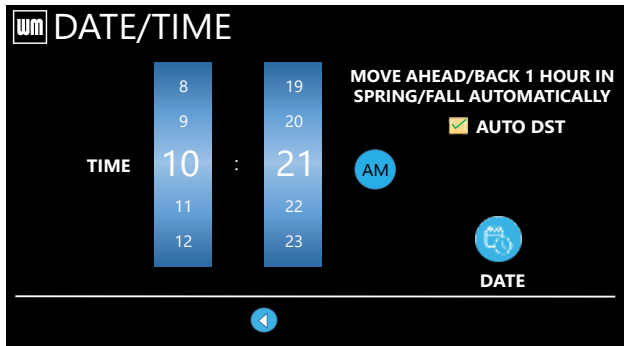 wm DATE/TIME
MOVE AHEAD/BACK 1 HOUR IN
SPRING/FALL AUTOMATICALLY
AUTO DST
8 19
9 20
TIME 10 : 21 AM
11 22
12 23
DATE